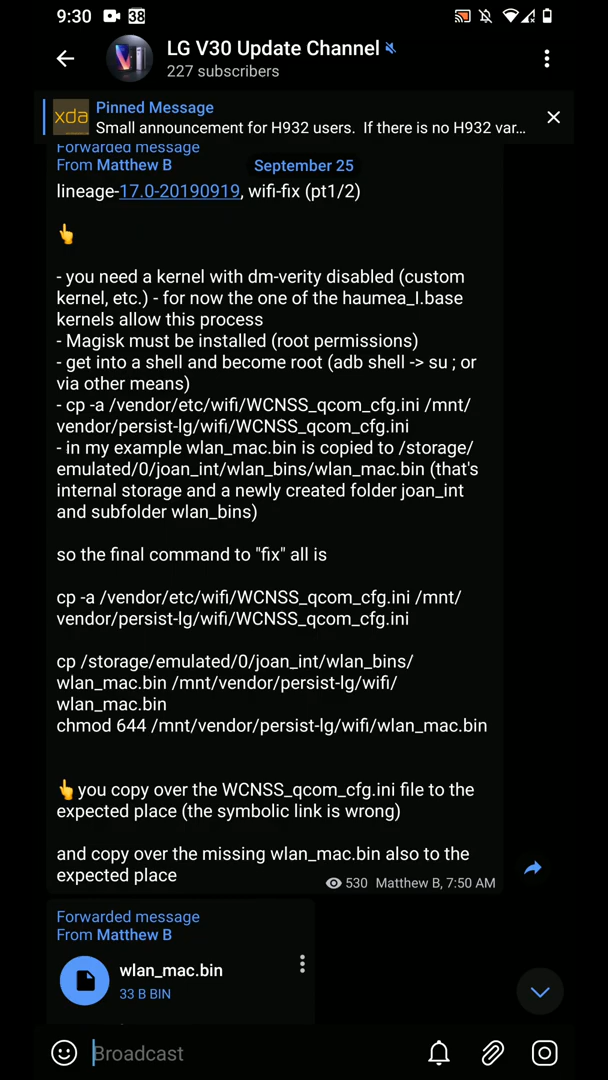 9:30 38
LG V30 Update Channel
227 subscribers
xda
Pinned Message
Small announcement for H932 users. If there is no H932 var...
Forwarded message
From Matthew B
September 25
lineage-17.0-20190919, wifi-fix (pt1/2)
👆
- you need a kernel with dm-verity disabled (custom
kernel, etc.) - for now the one of the haumea_I.base
kernels allow this process
- Magisk must be installed (root permissions)
- get into a shell and become root (adb shell -> su ; or
via other means)
- cp -a /vendor/etc/wifi/WCNSS_qcom_cfg.ini /mnt/
vendor/persist-lg/wifi/WCNSS_qcom_cfg.ini
- in my example wlan_mac.bin is copied to /storage/
emulated/0/joan_int/wlan_bins/wlan_mac.bin (that's
internal storage and a newly created folder joan_int
and subfolder wlan_bins)
so the final command to "fix" all is
cp -a /vendor/etc/wifi/WCNSS_qcom_cfg.ini /mnt/
vendor/persist-lg/wifi/WCNSS_qcom_cfg.ini
cp /storage/emulated/0/joan_int/wlan_bins/
wlan_mac.bin /mnt/vendor/persist-lg/wifi/
wlan_mac.bin
chmod 644 /mnt/vendor/persist-lg/wifi/wlan_mac.bin
👆you copy over the WCNSS_qcom_cfg.ini file to the
expected place (the symbolic link is wrong)
and copy over the missing wlan_mac.bin also to the
expected place
530 Matthew B, 7:50 AM
Forwarded message
From Matthew B
wlan_mac.bin
33 B BIN
Broadcast